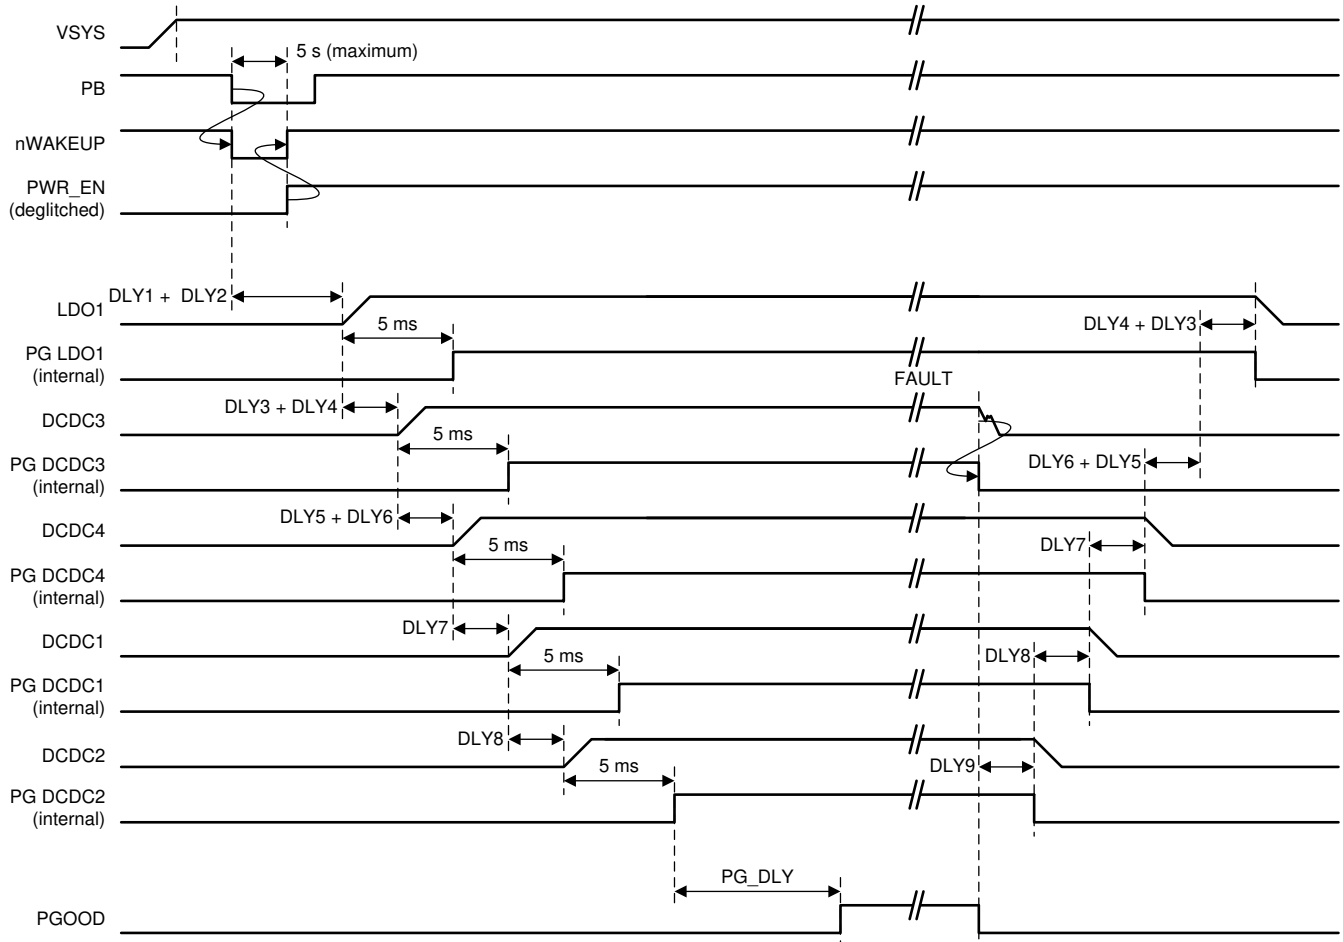 VSYS
5 s (maximum)
PB
nWAKEUP
PWR_EN
(deglitched)
DLY1 + DLY2
LDO1
5 ms
DLY4 + DLY3
PG LDO1
(internal)
FAULT
DLY3 + DLY4
DCDC3
5 ms
PG DCDC3
(internal)
DLY6 + DLY5
DLY5 + DLY6
DCDC4
5 ms
DLY7
PG DCDC4
(internal)
DLY7
DCDC1
5 ms
DLY8
PG DCDC1
(internal)
DLY8
DCDC2
5 ms
DLY9
PG DCDC2
(internal)
PG_DLY
PGOOD